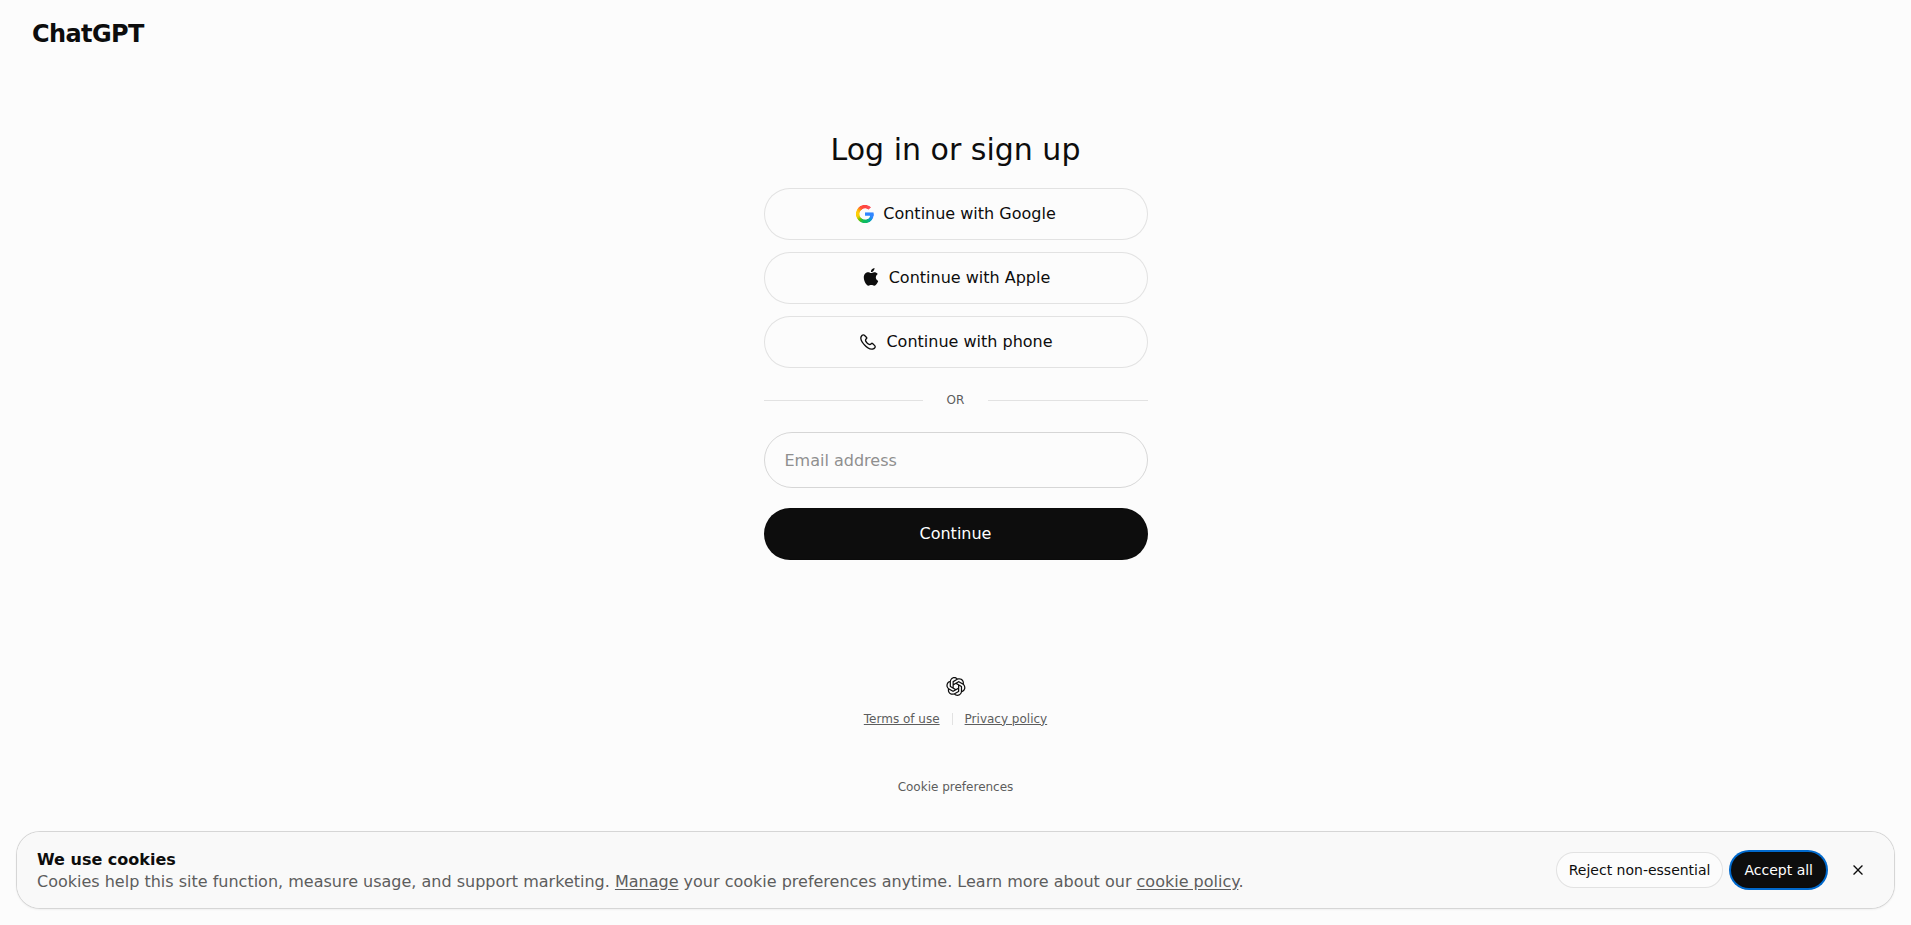 ChatGPT
Log in or sign up
Continue with Google
Continue with Apple
Continue with phone
OR
Email address
Continue
Terms of use
Privacy policy
Cookie preferences
We use cookies
Cookies help this site function, measure usage, and support marketing. Manage your cookie preferences anytime. Learn more about our cookie policy.
Reject non-essential
Accept all